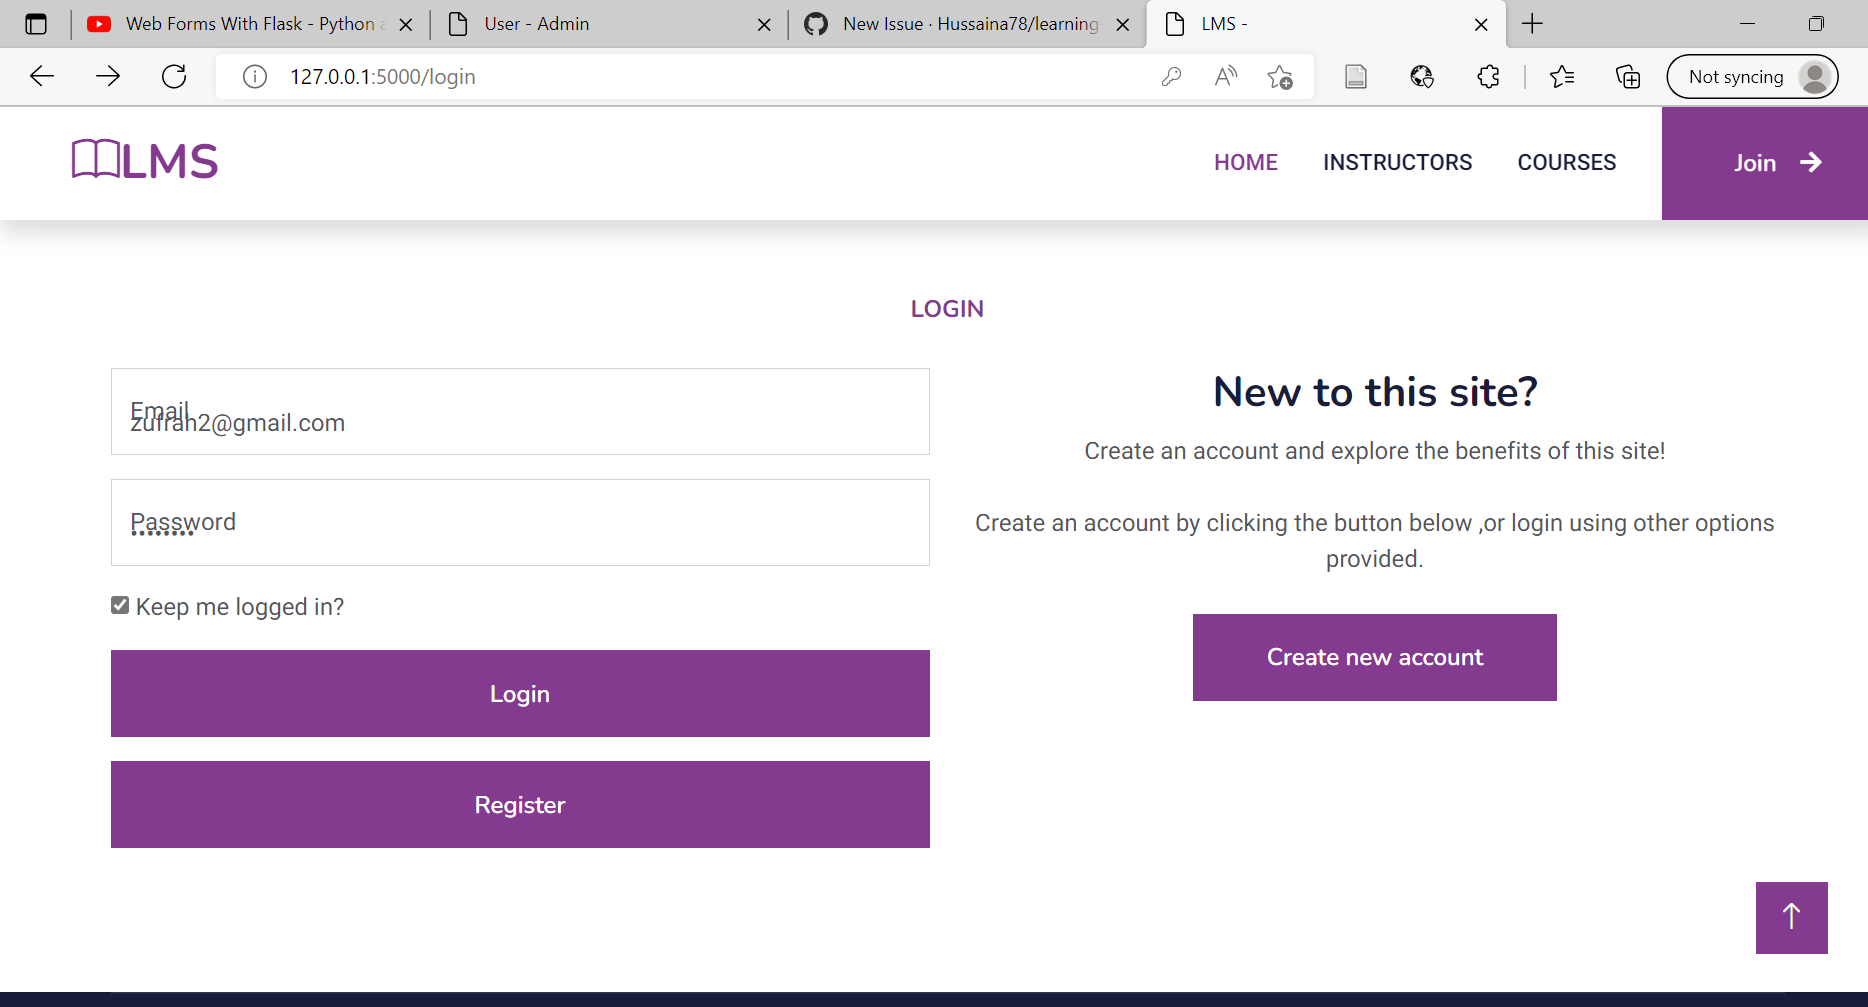 Web Forms With Flask - Python
User - Admin
New Issue · Hussaina78/learning
LMS -
127.0.0.1:5000/login
Not syncing
LMS
HOME
INSTRUCTORS
COURSES
Join
LOGIN
Email
zufrah2@gmail.com
Password
Keep me logged in?
Login
Register
New to this site?
Create an account and explore the benefits of this site!
Create an account by clicking the button below ,or login using other options
provided.
Create new account